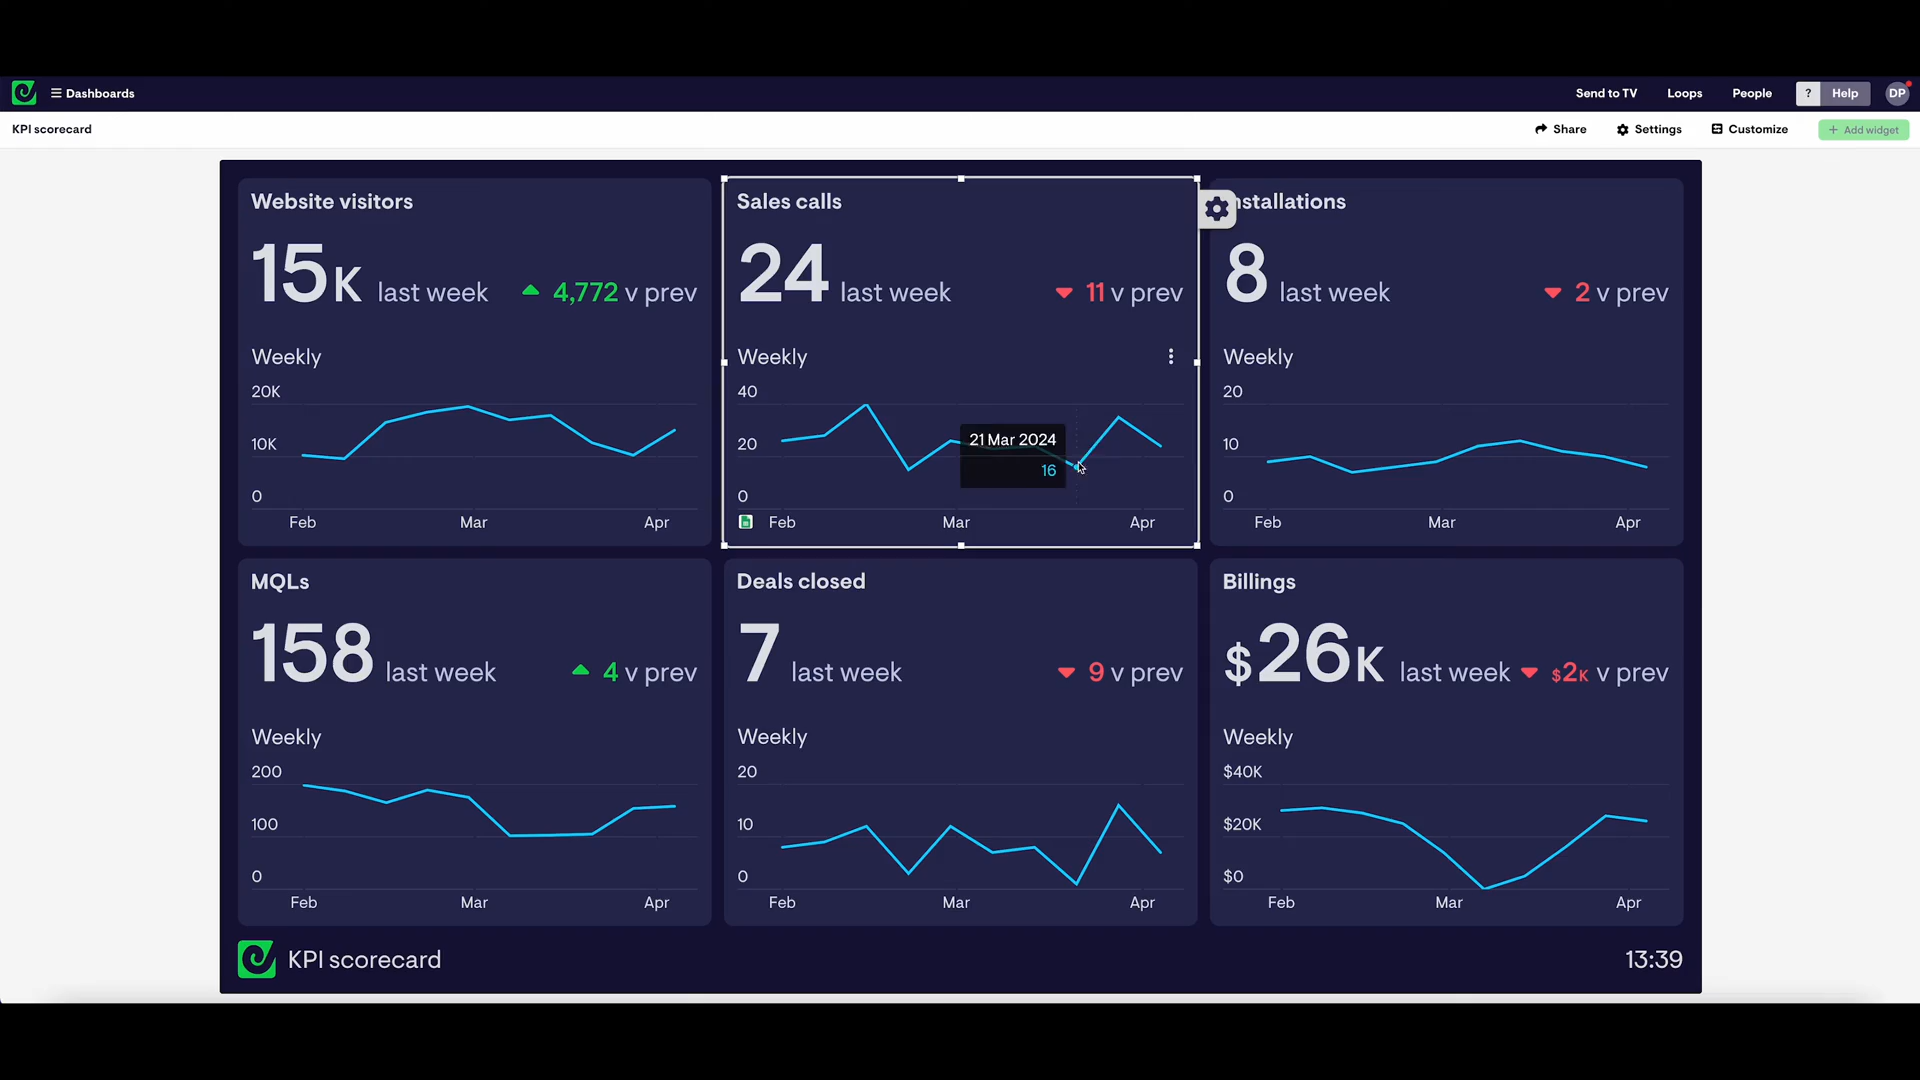 Dashboards
Send to TV
Loops
People
? Help
DP
KPI scorecard
Share
Settings
Customize
+ Add widget
Website visitors
15K last week 4,772 v prev
Weekly
20K
10K
0
Feb Mar Apr
Sales calls
24 last week 11 v prev
Weekly
40
20
0
21 Mar 2024
16
Feb Mar Apr
nstallations
8 last week 2 v prev
Weekly
20
10
0
Feb Mar Apr
MQLs
158 last week 4 v prev
Weekly
200
100
0
Feb Mar Apr
Deals closed
7 last week 9 v prev
Weekly
20
10
0
Feb Mar Apr
Billings
$26K last week $2K v prev
Weekly
$40K
$20K
$0
Feb Mar Apr
KPI scorecard
13:39